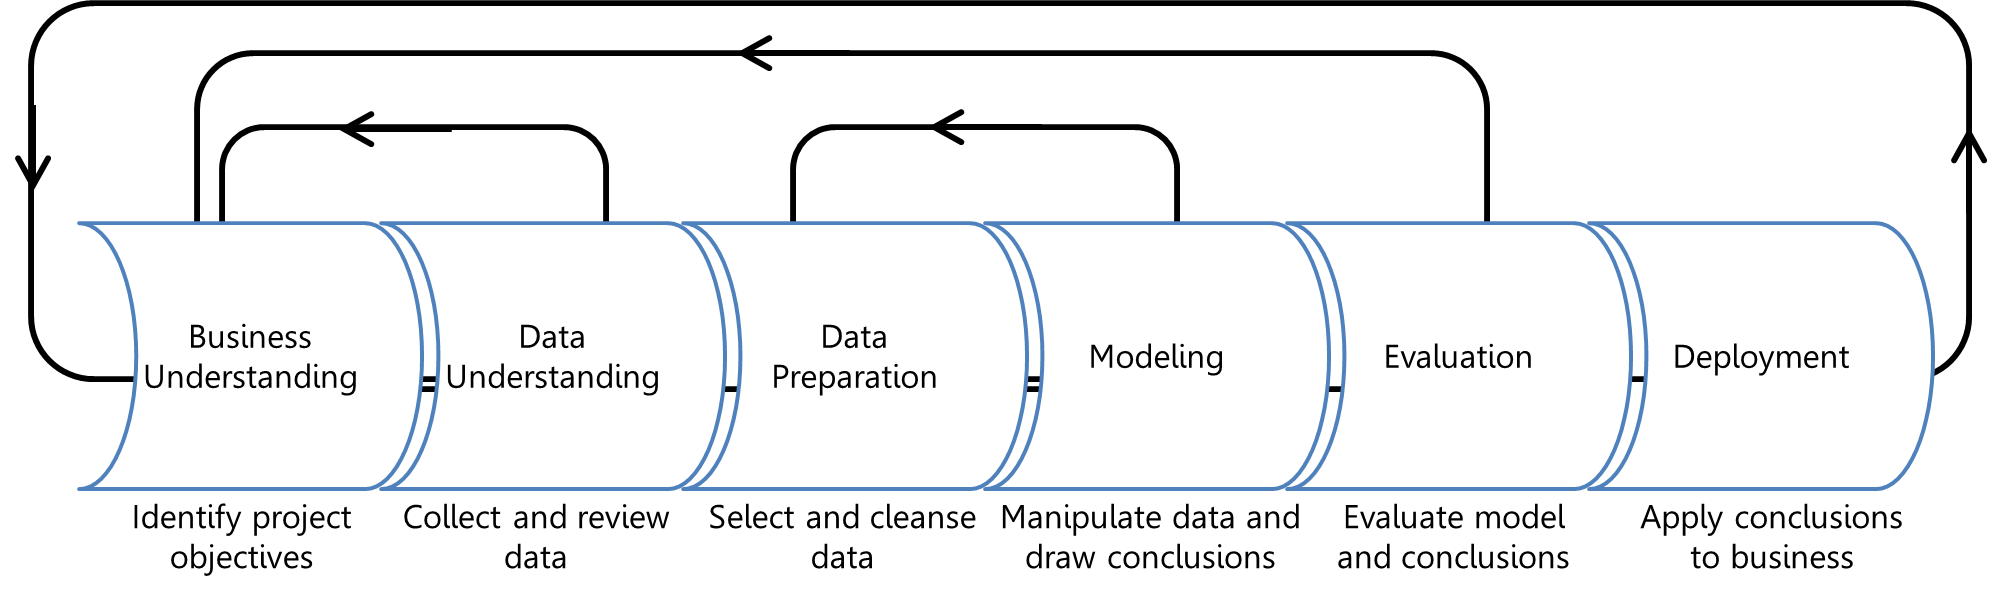 Business
Understanding
Data
Understanding
Data
Preparation
Modeling
Evaluation
Deployment
Identify project
objectives
Collect and review
data
Select and cleanse
data
Manipulate data and
draw conclusions
Evaluate model
and conclusions
Apply conclusions
to business